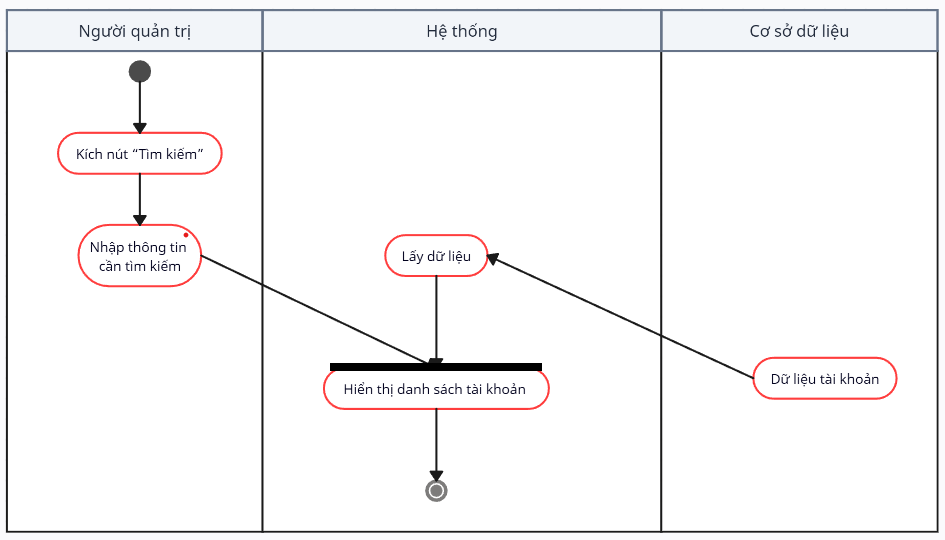 Người quản trị
Hệ thống
Cơ sở dữ liệu
Kích nút “Tìm kiếm”
Nhập thông tin
cần tìm kiếm
Lấy dữ liệu
Dữ liệu tài khoản
Hiển thị danh sách tài khoản